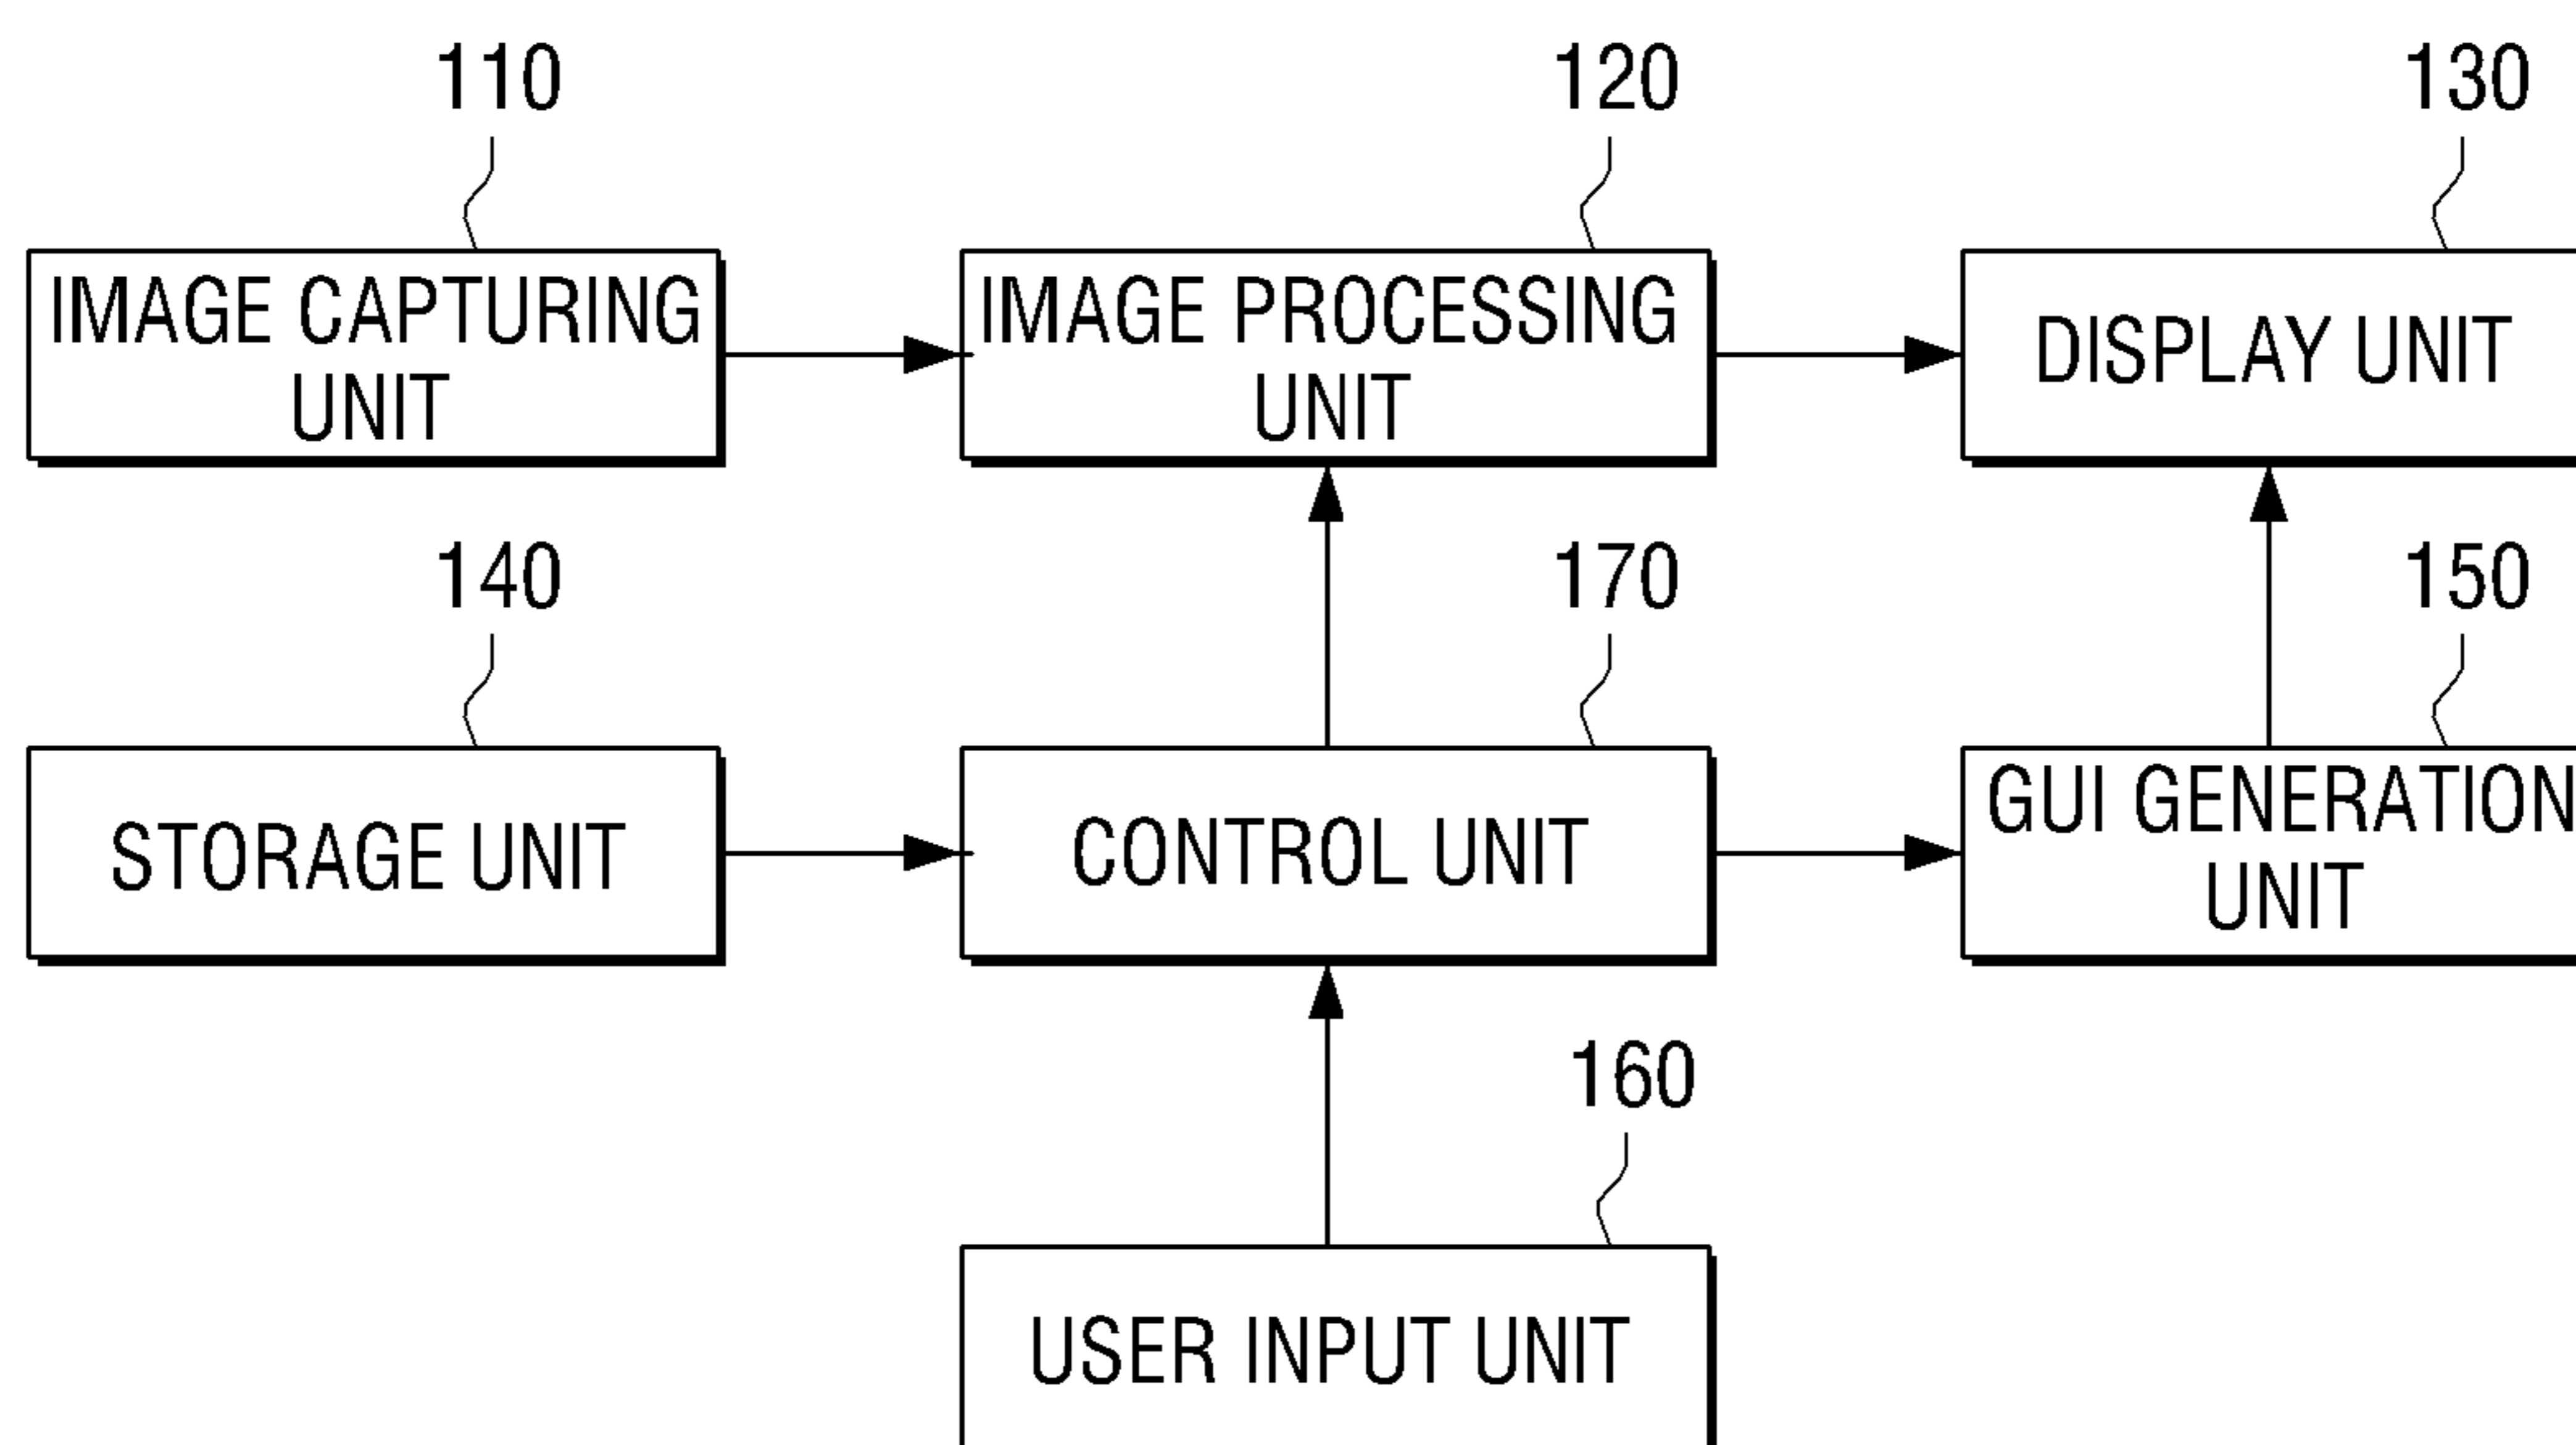 110
120
130
IMAGE CAPTURING
UNIT
IMAGE PROCESSING
UNIT
DISPLAY UNIT
140
170
150
STORAGE UNIT
CONTROL UNIT
GUI GENERATION
UNIT
160
USER INPUT UNIT